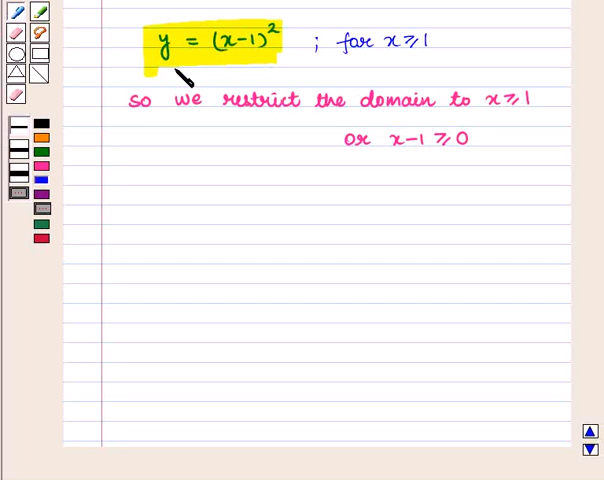 y = (x-1)² ; for x ≥ 1
so we restrict the domain to x ≥ 1
or x-1 ≥ 0